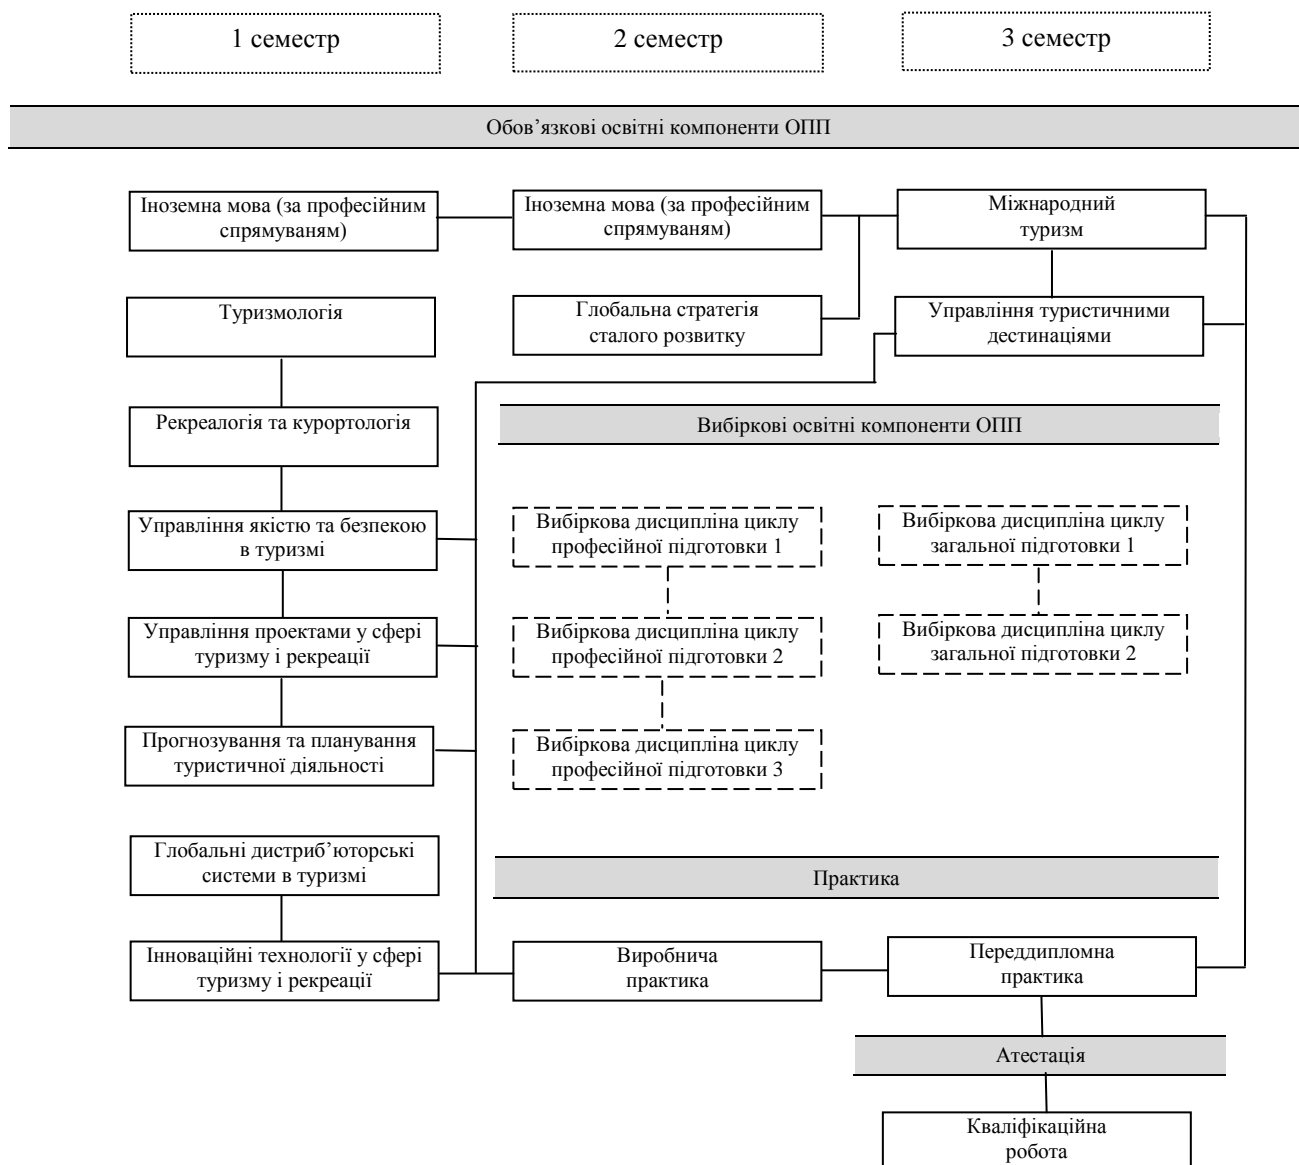 1 семестр
2 семестр
3 семестр
Обов’язкові освітні компоненти ОПП
Іноземна мова (за професійним
спрямуваням)
Іноземна мова (за професійним
спрямуваням)
Міжнародний
туризм
Туризмологія
Глобальна стратегія
сталого розвитку
Управління туристичними
дестинаціями
Рекреалогія та курортологія
Вибіркові освітні компоненти ОПП
Управління якістю та безпекою
в туризмі
Вибіркова дисципліна циклу
професійної підготовки 1
Вибіркова дисципліна циклу
загальної підготовки 1
Управління проектами у сфері
туризму і рекреації
Вибіркова дисципліна циклу
професійної підготовки 2
Вибіркова дисципліна циклу
загальної підготовки 2
Прогнозування та планування
туристичної діяльності
Вибіркова дисципліна циклу
професійної підготовки 3
Глобальні дистриб’юторські
системи в туризмі
Практика
Інноваційні технології у сфері
туризму і рекреації
Виробнича
практика
Переддипломна
практика
Атестація
Кваліфікаційна
робота